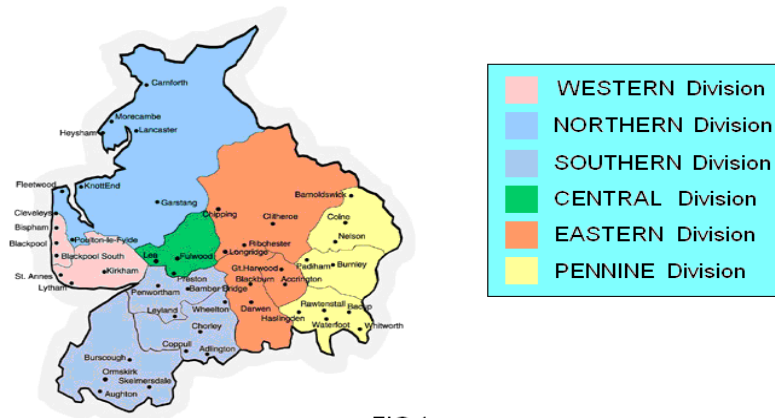 Carnforth
Morecambe
Heysham
Lancaster
Fleetwood
KnottEnd
Barnoldswick
Cleveleys
Garstang
Chipping
Clitheroe
Colne
Bispham
Poulton-le-Fylde
Nelson
Blackpool
Lea
Fulwood
Ribchester
Longridge
Blackpool South
Kirkham
Gt.Harwood
Padiham
Burnley
St. Annes
Preston
Blackburn
Accrington
Lytham
Penwortham
Bamber Bridge
Leyland
Wheelton
Darwen
Rawtenstall
Bacup
Haslingden
Waterfoot
Whitworth
Chorley
Coppull
Adlington
Burscough
Ormskirk
Skelmersdale
Aughton
WESTERN Division
NORTHERN Division
SOUTHERN Division
CENTRAL Division
EASTERN Division
PENNINE Division